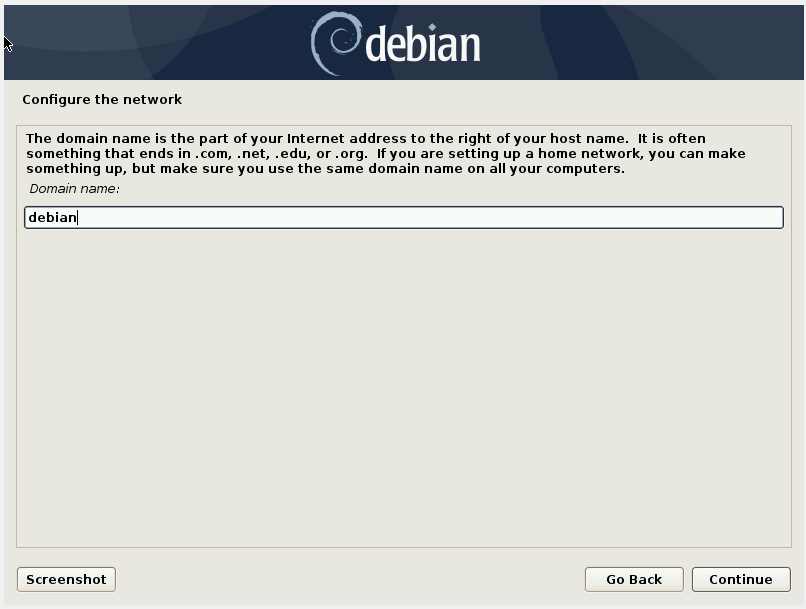 debian
Configure the network
The domain name is the part of your Internet address to the right of your host name.  It is often
something that ends in .com, .net, .edu, or .org.  If you are setting up a home network, you can make
something up, but make sure you use the same domain name on all your computers.
Domain name:
debian
Screenshot Go Back Continue